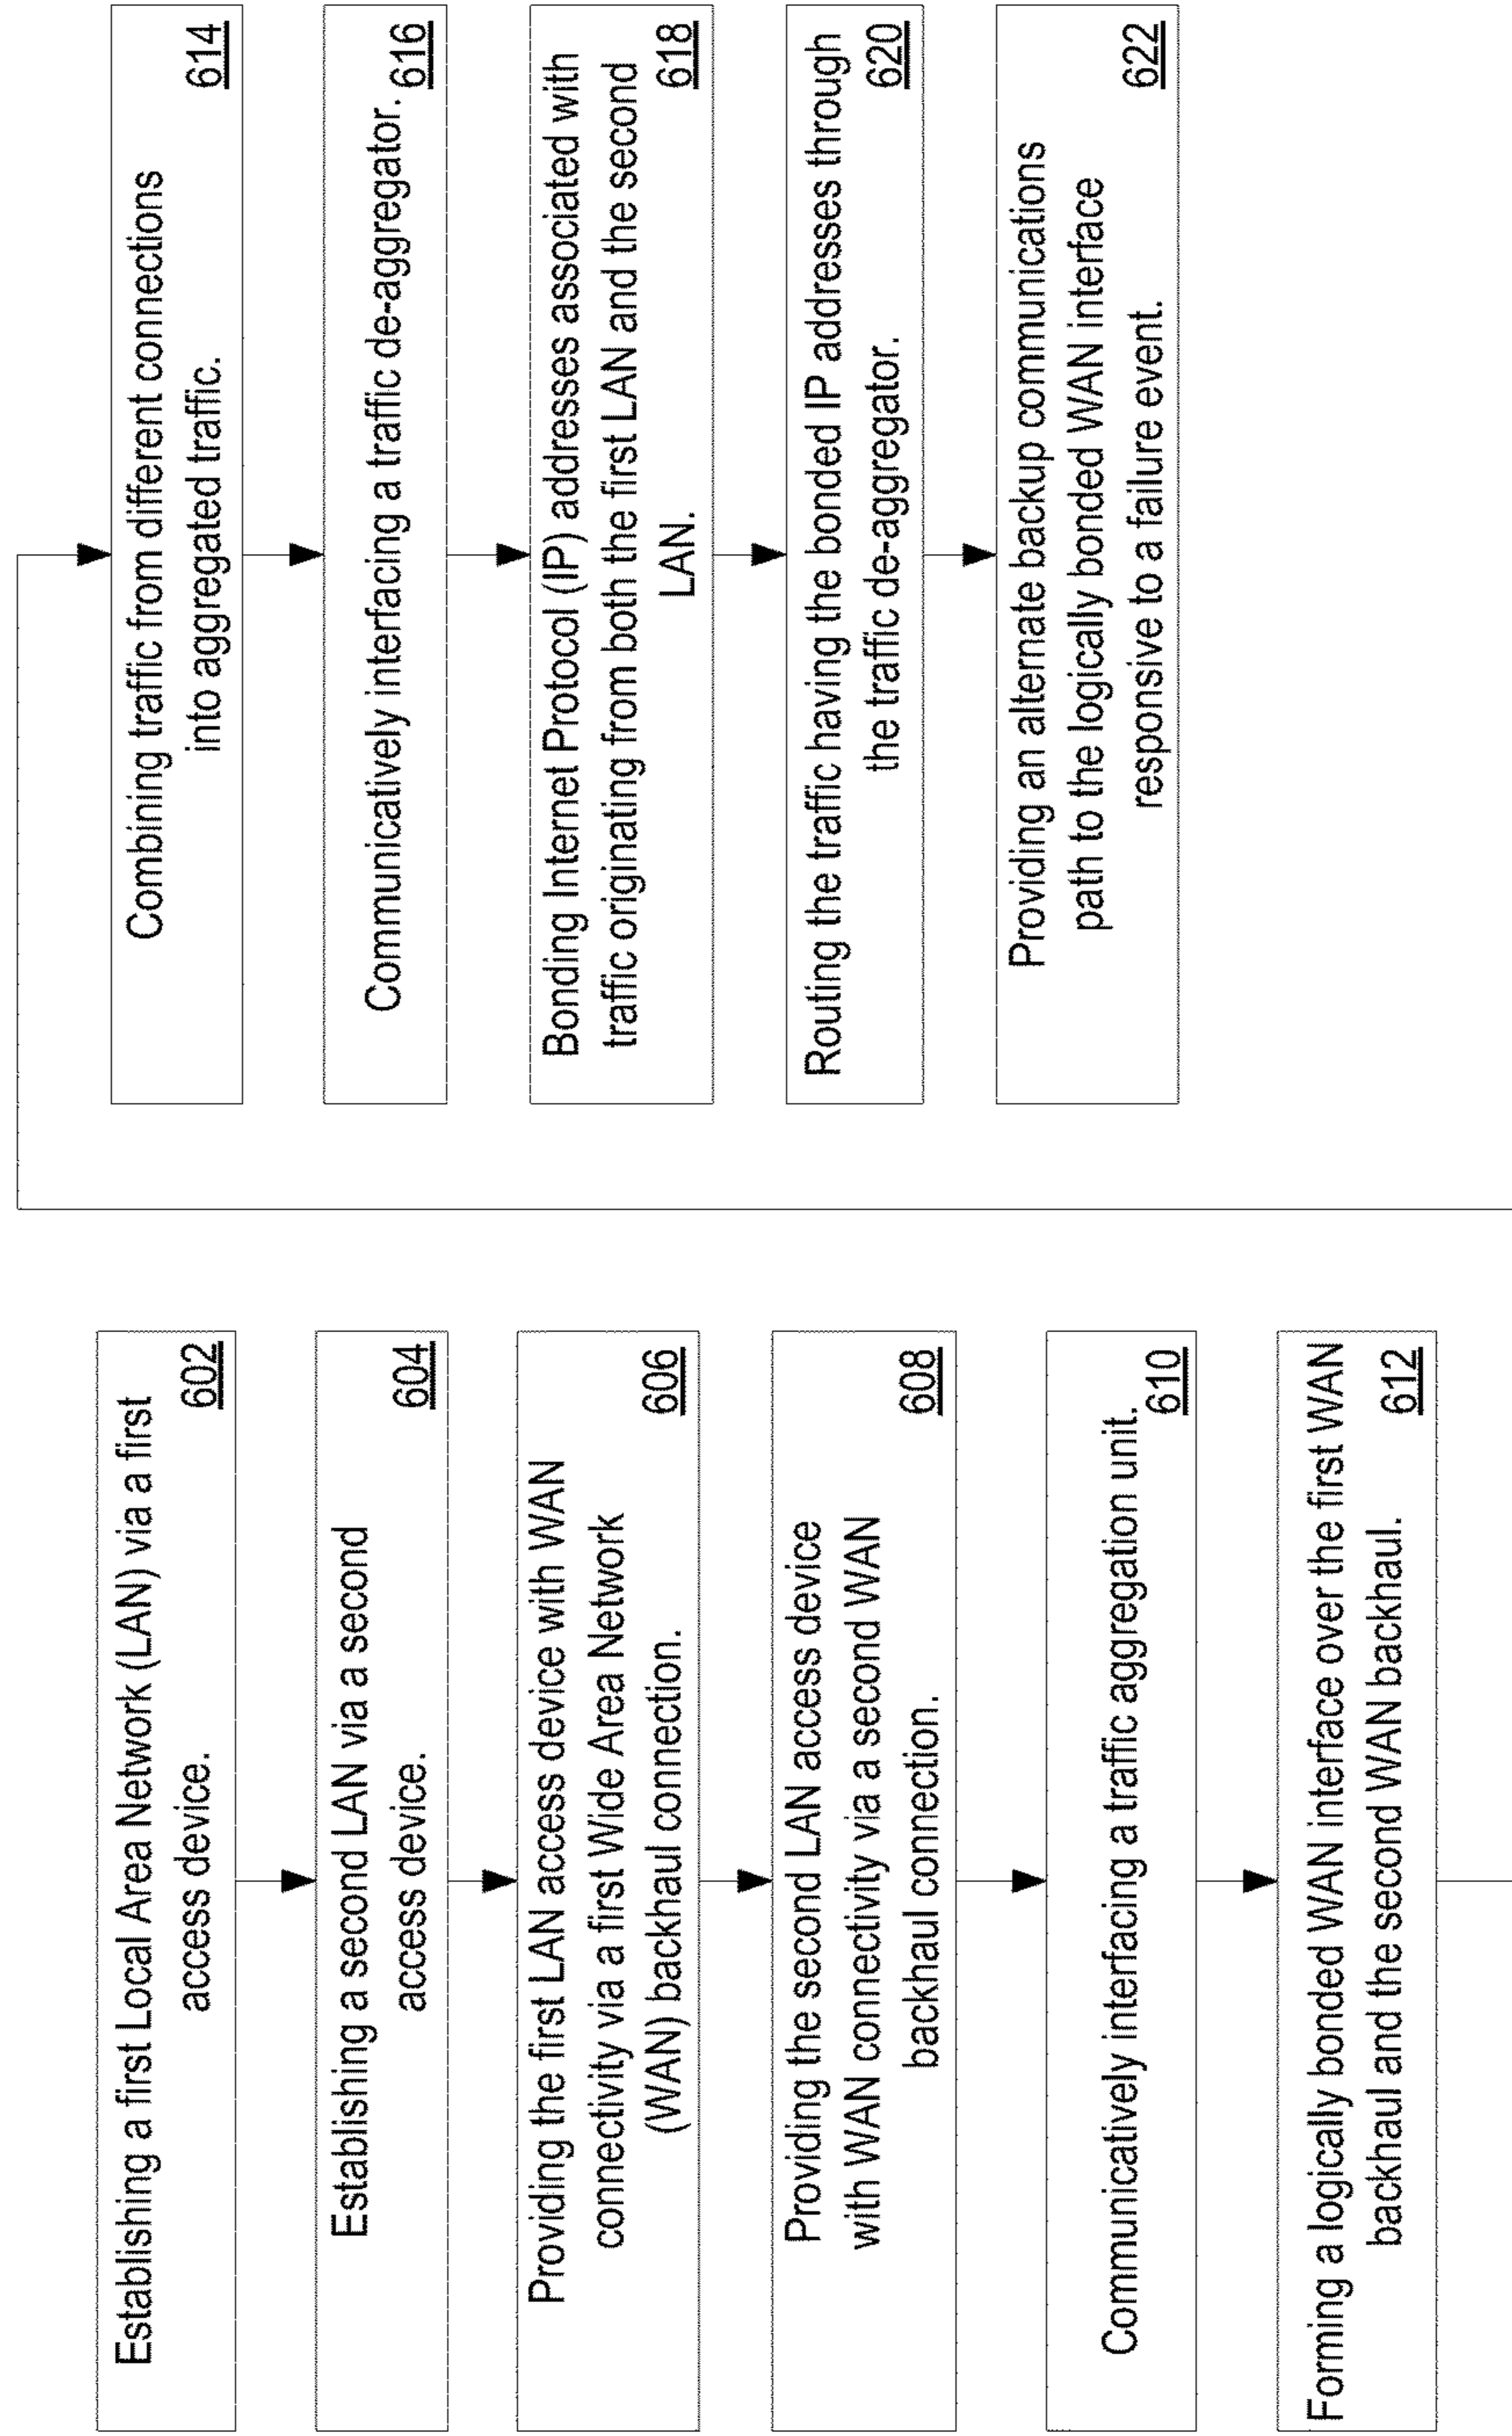 Establishing a first Local Area Network (LAN) via a first
access device.
602
Establishing a second LAN via a second
access device.
604
Providing the first LAN access device with WAN
connectivity via a first Wide Area Network
(WAN) backhaul connection.
606
Providing the second LAN access device
with WAN connectivity via a second WAN
backhaul connection.
608
Communicatively interfacing a traffic aggregation unit.
610
Forming a logically bonded WAN interface over the first WAN
backhaul and the second WAN backhaul.
612
Combining traffic from different connections
into aggregated traffic.
614
Communicatively interfacing a traffic de-aggregator.
616
Bonding Internet Protocol (IP) addresses associated with
traffic originating from both the first LAN and the second
LAN.
618
Routing the traffic having the bonded IP addresses through
the traffic de-aggregator.
620
Providing an alternate backup communications
path to the logically bonded WAN interface
responsive to a failure event.
622